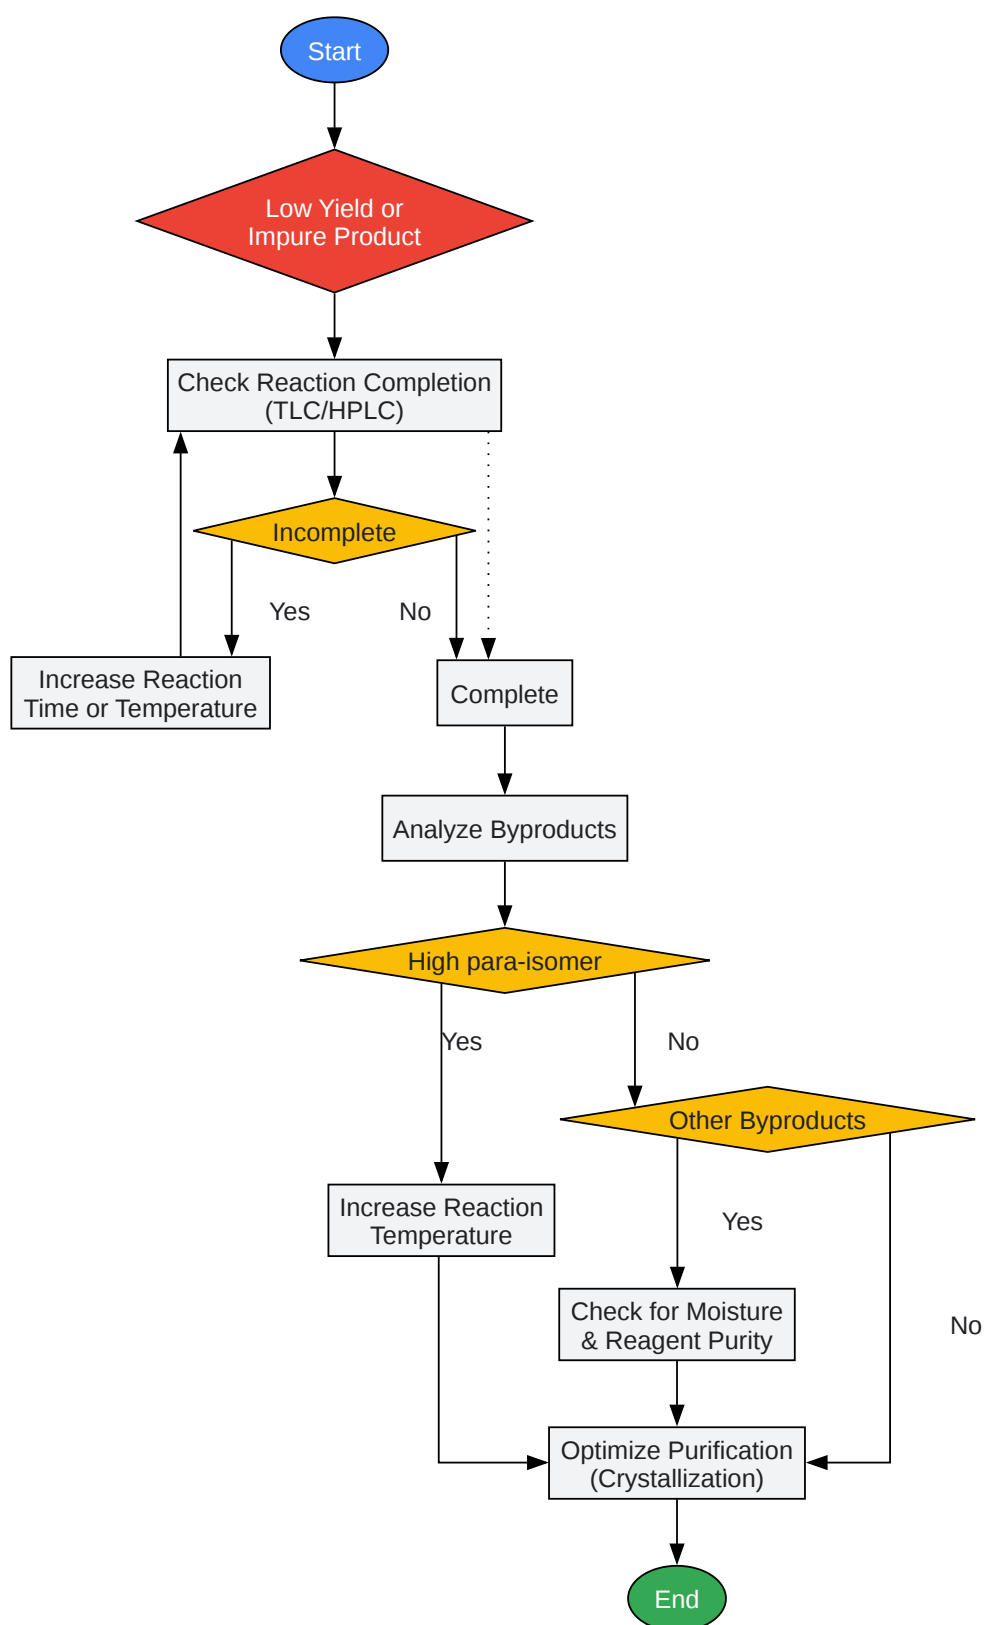 Start
Low Yield or
Impure Product
Check Reaction Completion
(TLC/HPLC)
Incomplete
Yes
No
Increase Reaction
Time or Temperature
Complete
Analyze Byproducts
High para-isomer
Yes
No
Other Byproducts
Increase Reaction
Temperature
Yes
Check for Moisture
& Reagent Purity
No
Optimize Purification
(Crystallization)
End